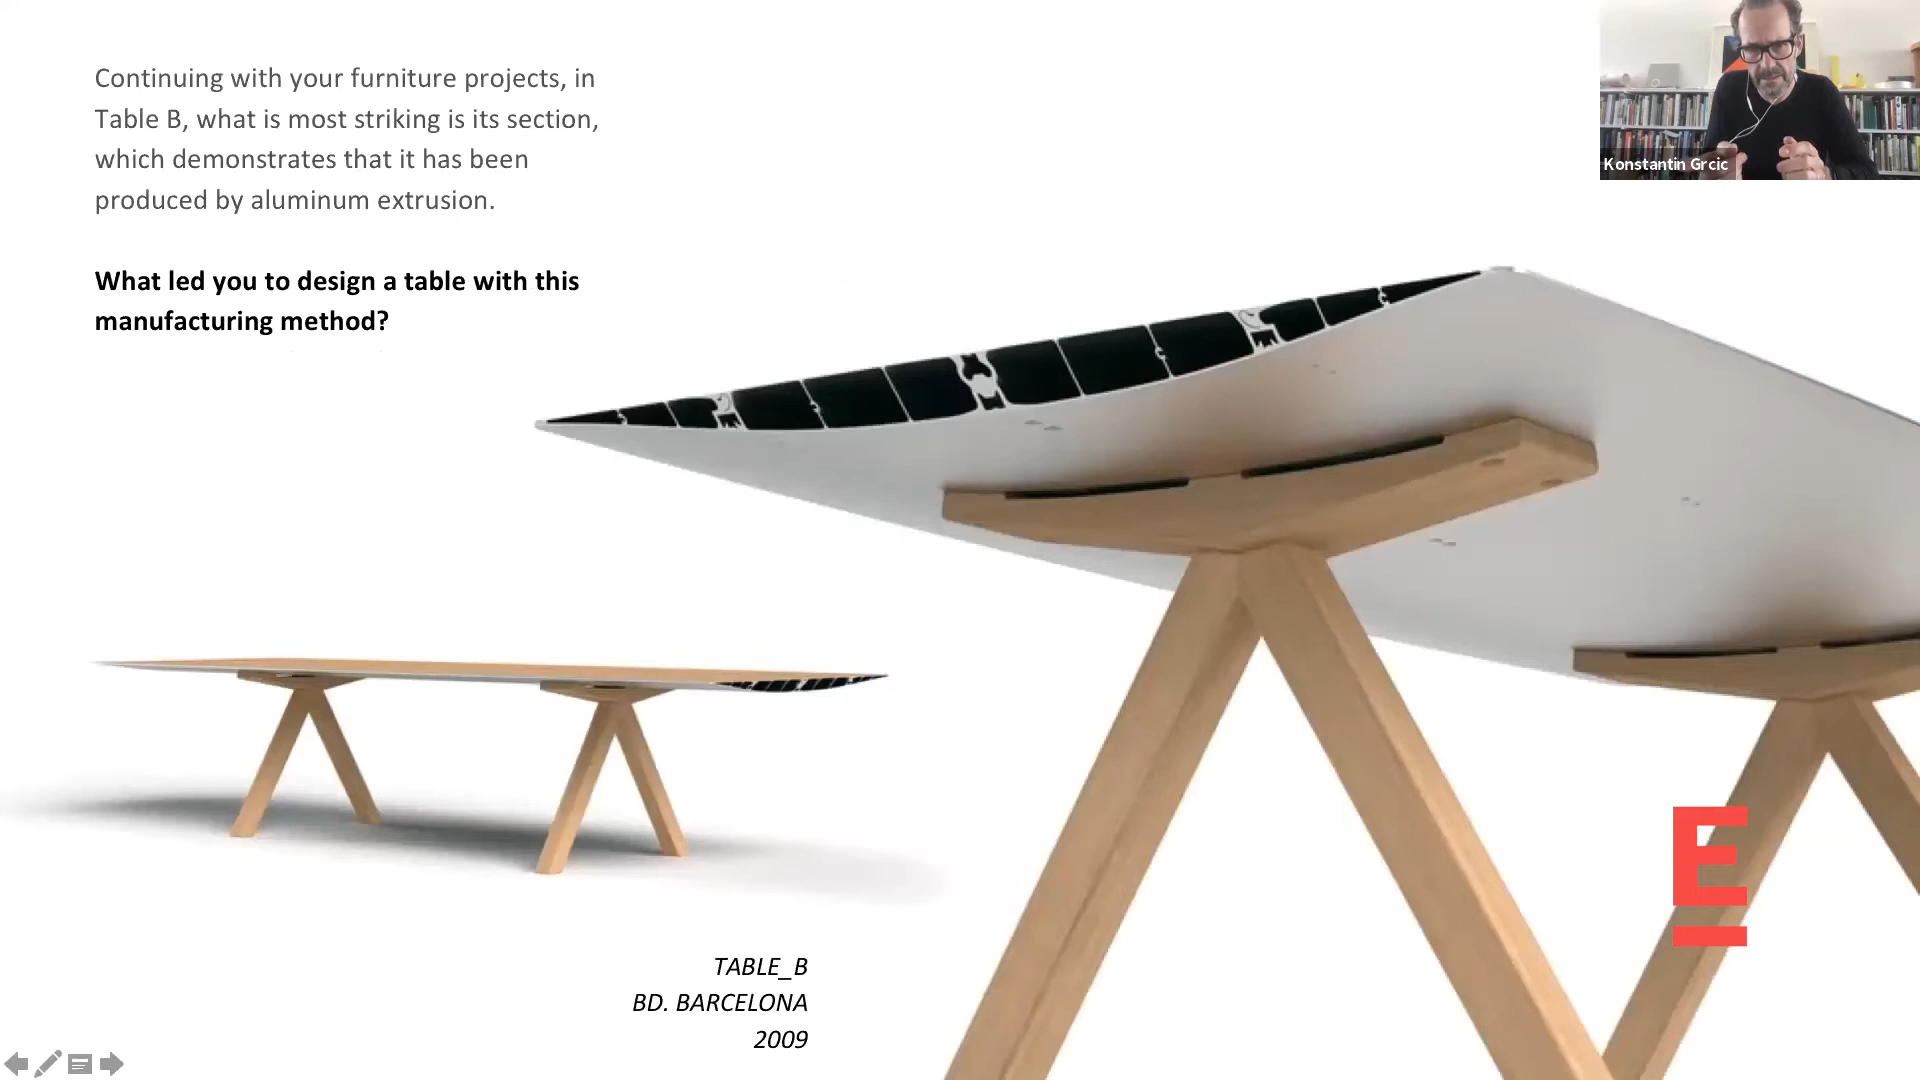 Continuing with your furniture projects, in
Table B, what is most striking is its section,
which demonstrates that it has been
produced by aluminum extrusion.
What led you to design a table with this
manufacturing method?
Konstantin Grcic
E
TABLE_B
BD. BARCELONA
2009